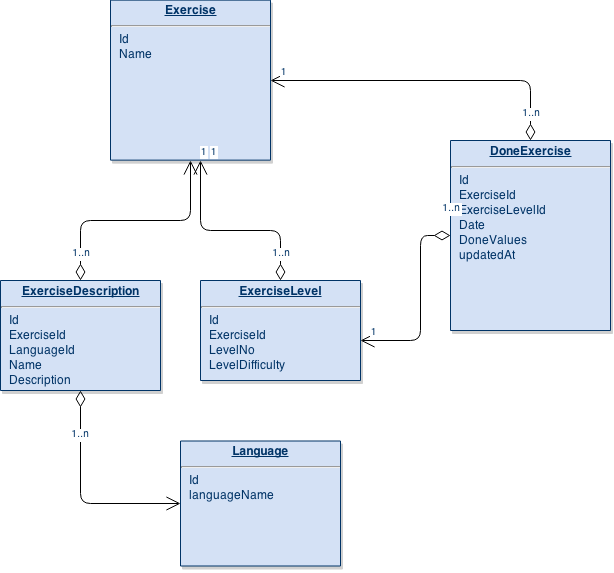 Exercise
Id
Name
1
1 1
1..n
DoneExercise
Id
ExerciseId
1..n
ExerciseLevelId
Date
DoneValues
updatedAt
1..n
1..n
ExerciseDescription
Id
ExerciseId
LanguageId
Name
Description
ExerciseLevel
Id
ExerciseId
LevelNo
LevelDifficulty
1
1..n
Language
Id
languageName